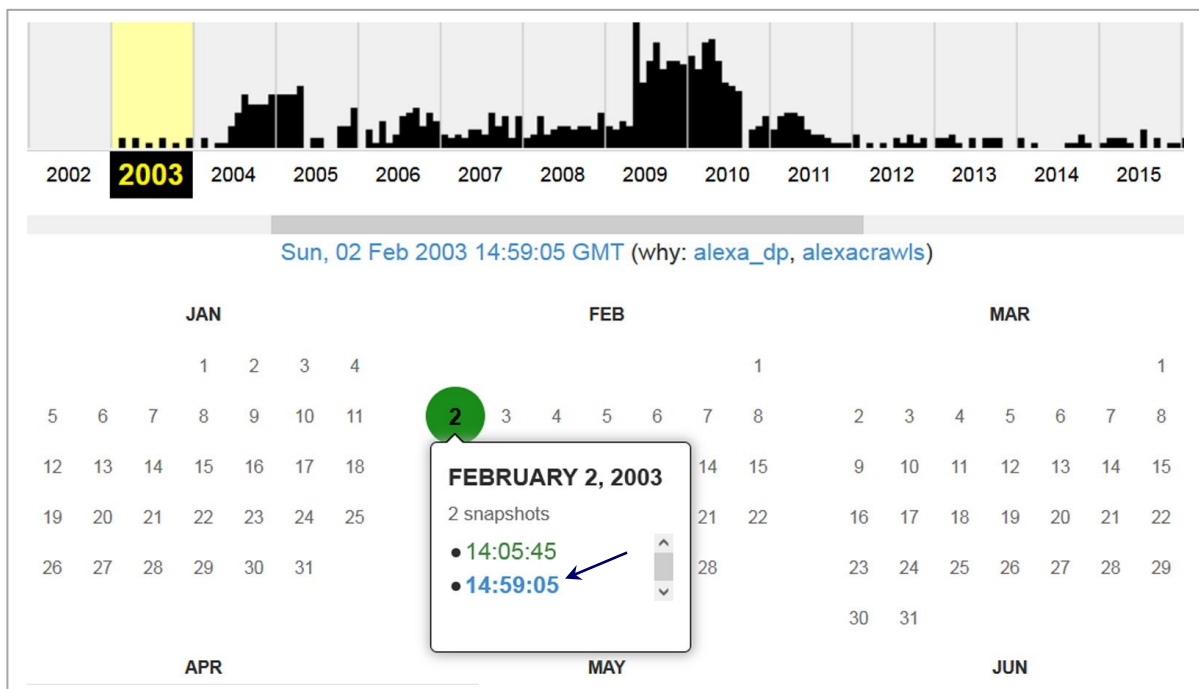 2002 2003 2004 2005 2006 2007 2008 2009 2010 2011 2012 2013 2014 2015
Sun, 02 Feb 2003 14:59:05 GMT (why: alexa_dp, alexacrawls)
JAN FEB MAR
1 2 3 4 1 1
5 6 7 8 9 10 11 2 3 4 5 6 7 8 2 3 4 5 6 7 8
12 13 14 15 16 17 18 14 15 9 10 11 12 13 14 15
19 20 21 22 23 24 25 21 22 16 17 18 19 20 21 22
26 27 28 29 30 31 28 23 24 25 26 27 28 29
30 31
FEBRUARY 2, 2003
2 snapshots
● 14:05:45
● 14:59:05
APR MAY JUN